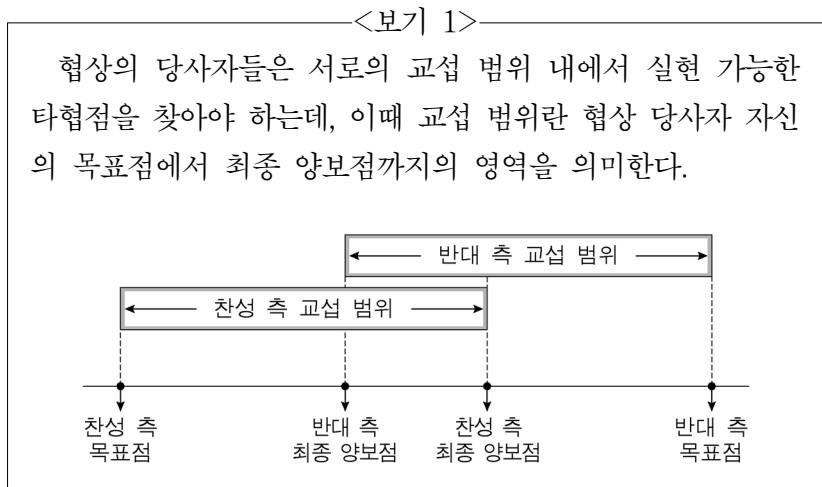 <보기 1>
협상의 당사자들은 서로의 교섭 범위 내에서 실현 가능한
타협점을 찾아야 하는데, 이때 교섭 범위란 협상 당사자 자신
의 목표점에서 최종 양보점까지의 영역을 의미한다.
반대 측 교섭 범위
찬성 측 교섭 범위
찬성 측 반대 측 찬성 측 반대 측
목표점 최종 양보점 최종 양보점 목표점